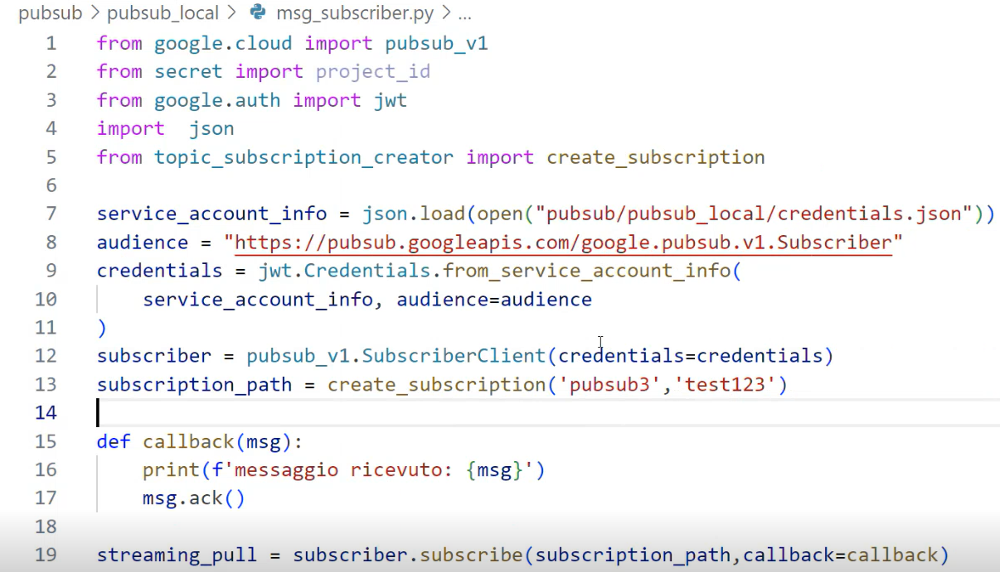 pubsub > pubsub_local > msg_subscriber.py > ...
1 from google.cloud import pubsub_v1
2 from secret import project_id
3 from google.auth import jwt
4 import  json
5 from topic_subscription_creator import create_subscription
6
7 service_account_info = json.load(open("pubsub/pubsub_local/credentials.json"))
8 audience = "https://pubsub.googleapis.com/google.pubsub.v1.Subscriber"
9 credentials = jwt.Credentials.from_service_account_info(
10     service_account_info, audience=audience
11 )
12 subscriber = pubsub_v1.SubscriberClient(credentials=credentials)
13 subscription_path = create_subscription('pubsub3','test123')
14
15 def callback(msg):
16     print(f'messaggio ricevuto: {msg}')
17     msg.ack()
18
19 streaming_pull = subscriber.subscribe(subscription_path,callback=callback)